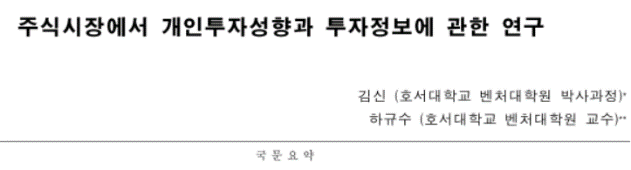 주식시장에서 개인투자성향과 투자정보에 관한 연구
김신 (호서대학교 벤처대학원 박사과정)*
하규수 (호서대학교 벤처대학원 교수)**
국문요약